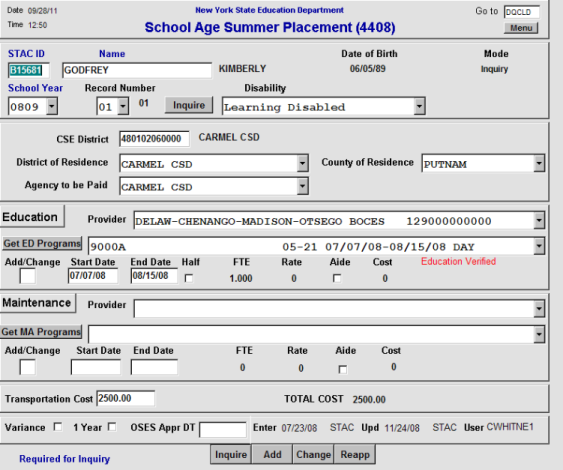 Date 09/28/11 New York State Education Department Go to DQCLD
Time 12:50 School Age Summer Placement (4408) Menu
STAC ID Name Date of Birth Mode
B15681 GODFREY KIMBERLY 06/05/89 Inquiry
School Year Record Number Disability
0809 01 01 Inquire Learning Disabled
CSE District 480102060000 CARMEL CSD
District of Residence CARMEL CSD County of Residence PUTNAM
Agency to be Paid CARMEL CSD
Education Provider DELAW-CHENANGO-MADISON-OTSEGO BOCES 129000000000
Get ED Programs 9000A 05-21 07/07/08-08/15/08 DAY
Add/Change Start Date End Date Half FTE Rate Aide Cost Education Verified
07/07/08 08/15/08 1.000 0 0
Maintenance Provider
Get MA Programs
Add/Change Start Date End Date FTE Rate Aide Cost
0 0 0
Transportation Cost 2500.00 TOTAL COST 2500.00
Variance 1 Year OSES Appr DT Enter 07/23/08 STAC Upd 11/24/08 STAC User CWHITNE1
Required for Inquiry Inquire Add Change Reapp